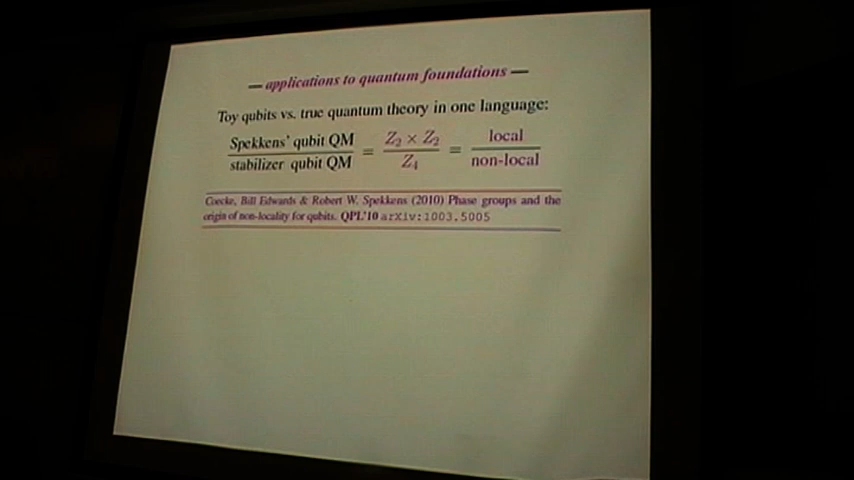 — applications to quantum foundations —
Toy qubits vs. true quantum theory in one language:
Spekkens' qubit QM / stabilizer qubit QM = Z₂ × Z₂ / Z₄ = local / non-local
Coecke, Bill Edwards & Robert W. Spekkens (2010) Phase groups and the
origin of non-locality for qubits. QPL'10 arXiv:1003.5005